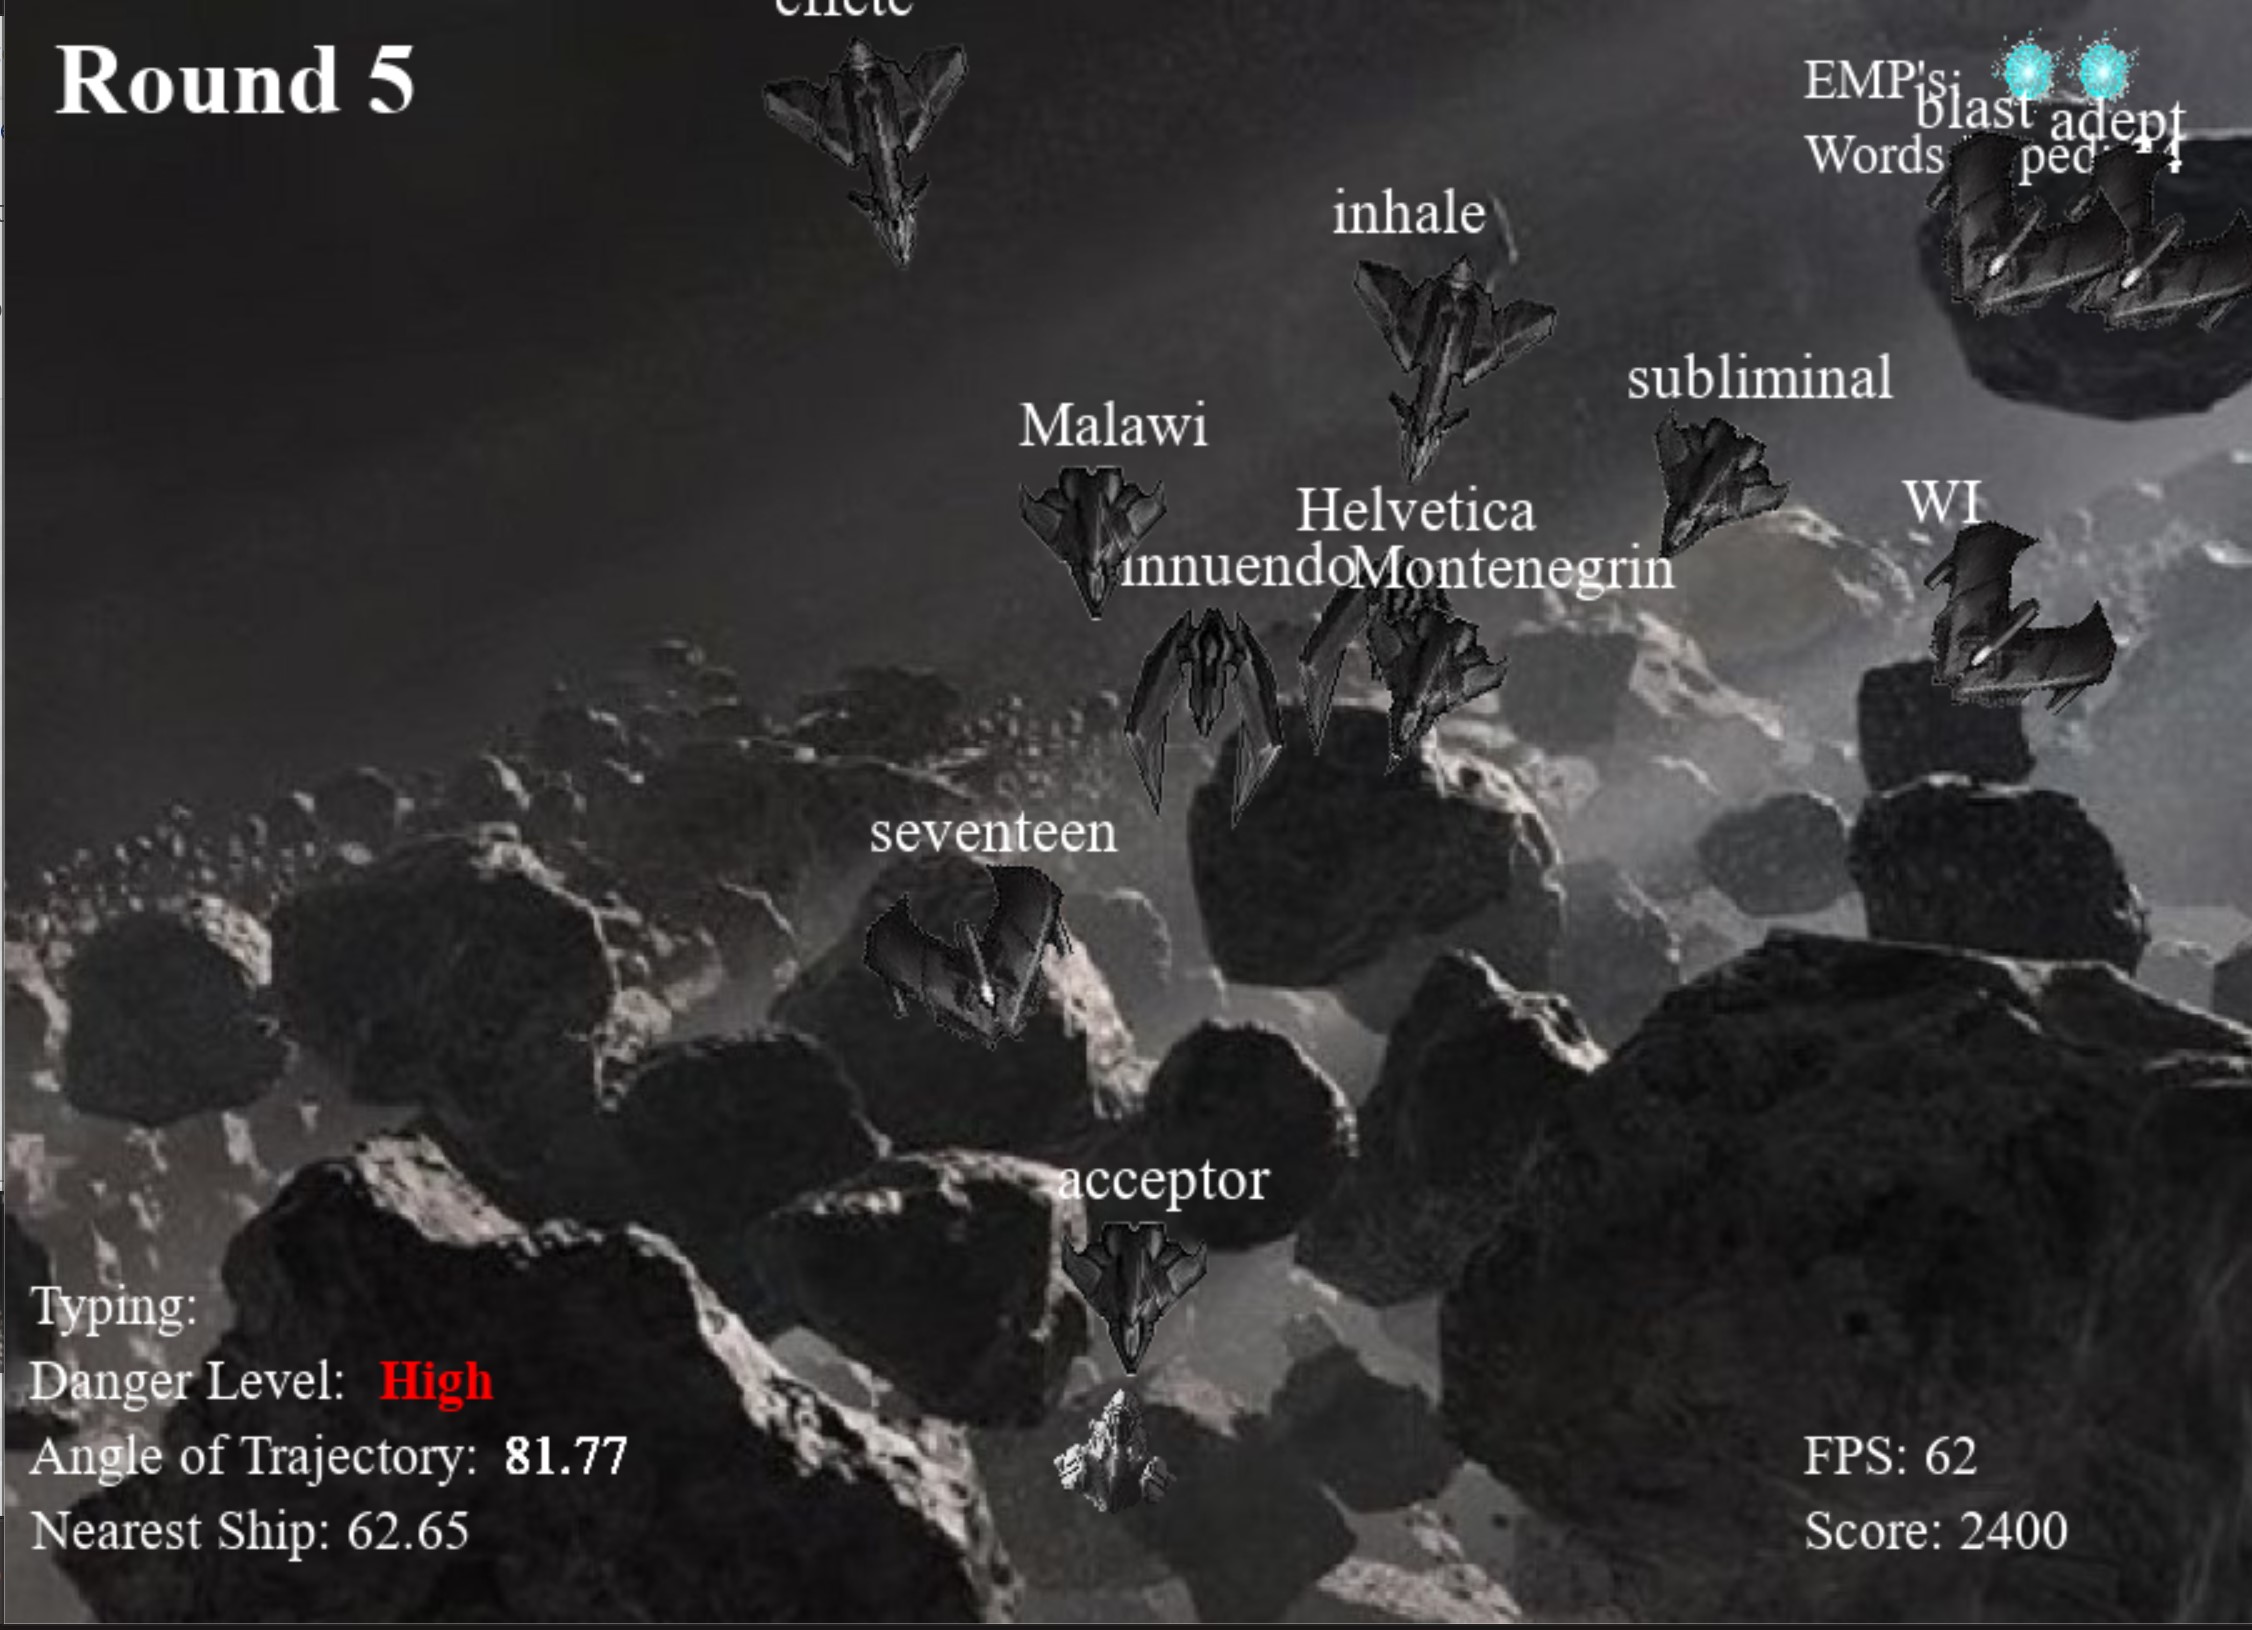 Round 5
EMP's:
blast
adept
Words
inhale
subliminal
Malawi
WI
Helvetica
innuendo
Montenegrin
seventeen
acceptor
Typing:
Danger Level: High
Angle of Trajectory: 81.77
Nearest Ship: 62.65
FPS: 62
Score: 2400